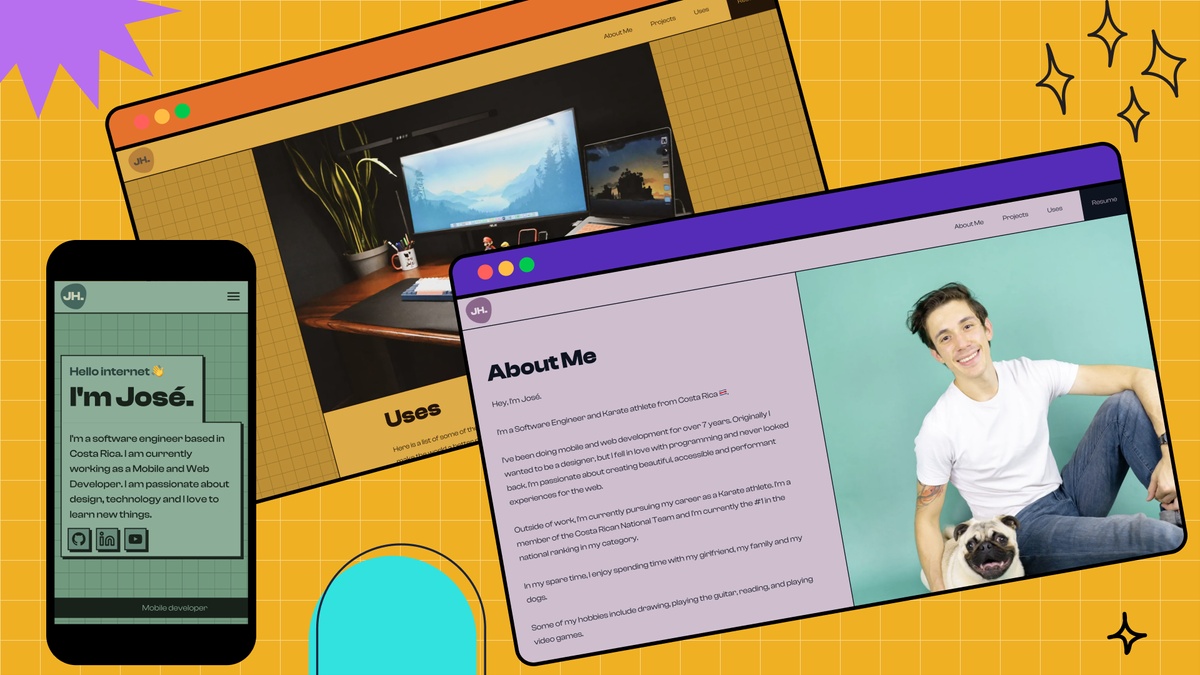 About Me
Projects
Uses
JH.
Uses
Here is a list of some of the
JH.
Hello internet👋
I'm José.
I'm a software engineer based in
Costa Rica. I am currently
working as a Mobile and Web
Developer. I am passionate about
design, technology and I love to
learn new things.
in
Mobile developer
About Me
Projects
Uses
Resume
JH.
About Me
Hey, I'm José.
I'm a Software Engineer and Karate athlete from Costa Rica 🇨🇷.
I've been doing mobile and web development for over 7 years. Originally I
wanted to be a designer, but I fell in love with programming and never looked
back. I'm passionate about creating beautiful, accessible and performant
experiences for the web.
Outside of work, I'm currently pursuing my career as a Karate athlete. I'm a
member of the Costa Rican National Team and I'm currently the #1 in the
national ranking in my category.
In my spare time, I enjoy spending time with my girlfriend, my family and my
dogs.
Some of my hobbies include drawing, playing the guitar, reading, and playing
video games.